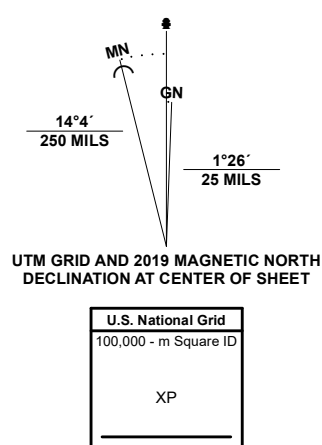 MN
GN
14°4´
250 MILS
1°26´
25 MILS
UTM GRID AND 2019 MAGNETIC NORTH
DECLINATION AT CENTER OF SHEET
U.S. National Grid
100,000 - m Square ID
XP